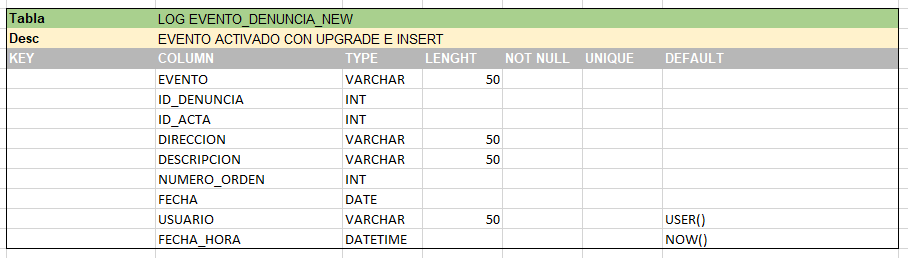 Tabla LOG EVENTO_DENUNCIA_NEW
Desc EVENTO ACTIVADO CON UPGRADE E INSERT
KEY COLUMN TYPE LENGHT NOT NULL UNIQUE DEFAULT
EVENTO VARCHAR 50
ID_DENUNCIA INT
ID_ACTA INT
DIRECCION VARCHAR 50
DESCRIPCION VARCHAR 50
NUMERO_ORDEN INT
FECHA DATE
USUARIO VARCHAR 50 USER()
FECHA_HORA DATETIME NOW()